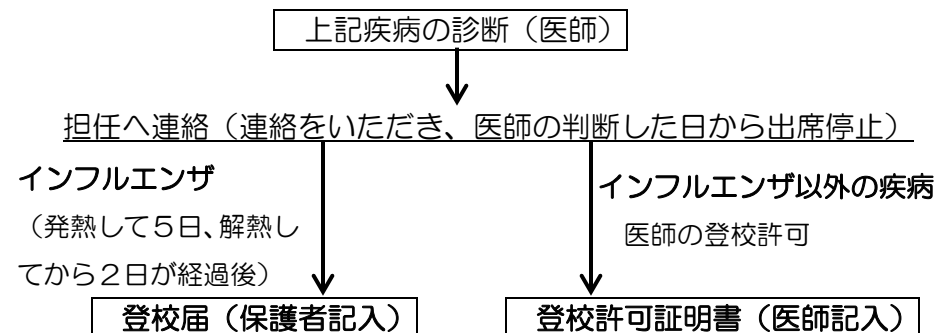 上記疾病の診断（医師）
担任へ連絡（連絡をいただき、医師の判断した日から出席停止）
インフルエンザ
（発熱して５日、解熱し
てから２日が経過後）
インフルエンザ以外の疾病
医師の登校許可
登校届（保護者記入）
登校許可証明書（医師記入）